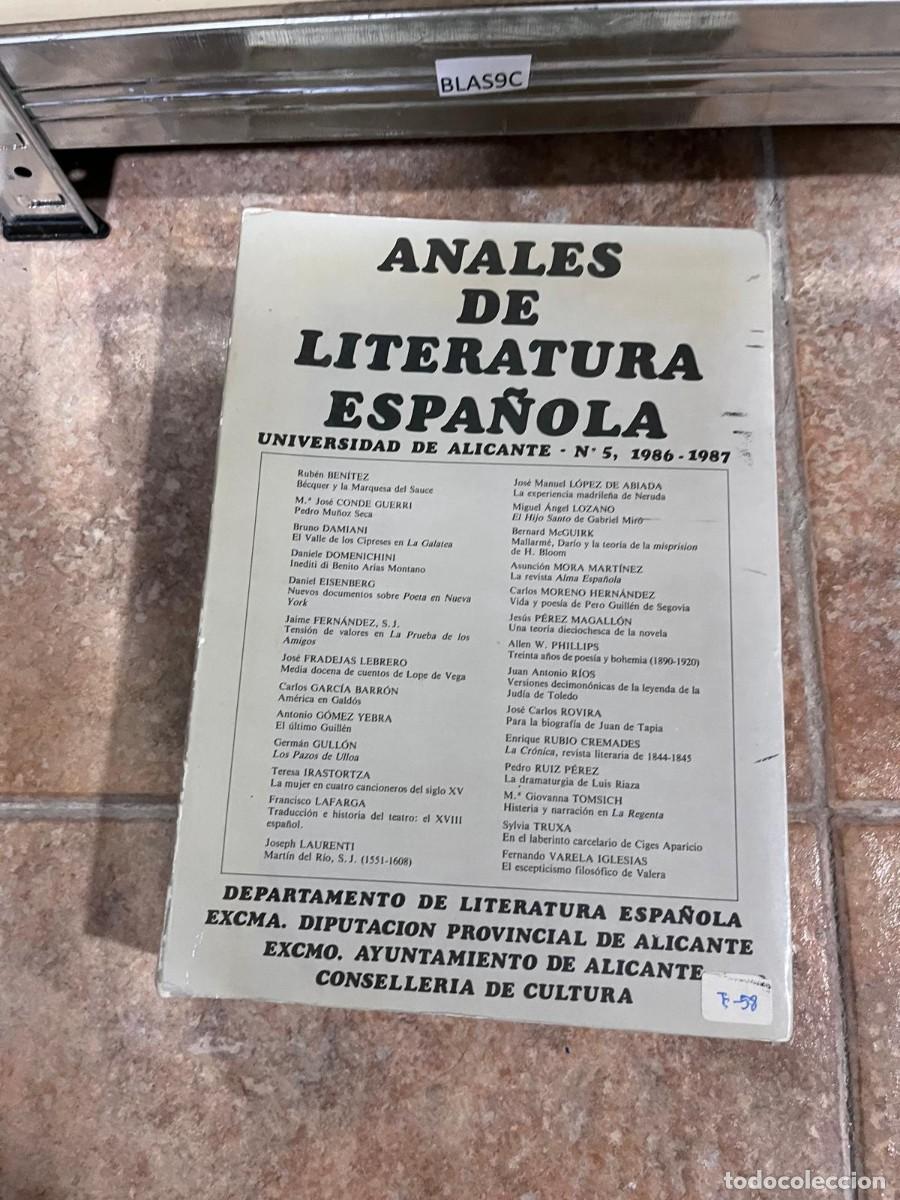 BLAS9C
ANALES
DE
LITERATURA
ESPAÑOLA
UNIVERSIDAD DE ALICANTE - Nº 5, 1986-1987
Rubén BENÍTEZ
Bécquer y la Marquesa del Sauce
M.ª José CONDE GUERRI
Pedro Muñoz Seca
Bruno DAMIANI
El Valle de los Cipreses en La Galatea
Daniele DOMENICHINI
Inediti di Benito Arias Montano
Daniel EISENBERG
Nuevos documentos sobre Poeta en Nueva
York
Jaime FERNÁNDEZ, S.J.
Tensión de valores en La Prueba de los
Amigos
José FRADEJAS LEBRERO
Media docena de cuentos de Lope de Vega
Carlos GARCÍA BARRÓN
América en Galdós
Antonio GÓMEZ YEBRA
El último Guillén
Germán GULLÓN
Los Pazos de Ulloa
Teresa IRASTORTZA
La mujer en cuatro cancioneros del siglo XV
Francisco LAFARGA
Traducción e historia del teatro: el XVIII
español.
Joseph LAURENTI
Martín del Río, S.J. (1551-1608)
José Manuel LÓPEZ DE ABIADA
La experiencia madrileña de Neruda
Miguel Ángel LOZANO
El Hijo Santo de Gabriel Miró
Bernard McGUIRK
Mallarmé, Darío y la teoría de la misprision
de H. Bloom
Asunción MORA MARTÍNEZ
La revista Alma Española
Carlos MORENO HERNÁNDEZ
Vida y poesía de Pero Guillén de Segovia
Jesús PÉREZ MAGALLÓN
Una teoría dieciochesca de la novela
Allen W. PHILLIPS
Treinta años de poesía y bohemia (1890-1920)
Juan Antonio RÍOS
Versiones decimonónicas de la leyenda de la
Judía de Toledo
José Carlos ROVIRA
Para la biografía de Juan de Tapia
Enrique RUBIO CREMADES
La Crónica, revista literaria de 1844-1845
Pedro RUIZ PÉREZ
La dramaturgia de Luis Riaza
M.ª Giovanna TOMSICH
Histeria y narración en La Regenta
Sylvia TRUXA
En el laberinto carcelario de Ciges Aparicio
Fernando VARELA IGLESIAS
El escepticismo filosófico de Valera
DEPARTAMENTO DE LITERATURA ESPAÑOLA
EXCMA. DIPUTACION PROVINCIAL DE ALICANTE
EXCMO. AYUNTAMIENTO DE ALICANTE
CONSELLERIA DE CULTURA
-58
todocoleccion